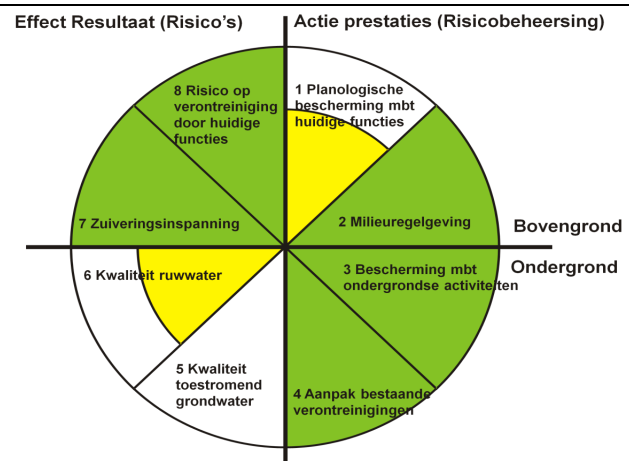 Effect Resultaat (Risico's)
Actie prestaties (Risicobeheersing)
8 Risico op
verontreiniging
door huidige
functies
1 Planologische
bescherming mbt
huidige functies
7 Zuiveringsinspanning
2 Milieuregelgeving
Bovengrond
Ondergrond
6 Kwaliteit ruwwater
3 Bescherming mbt
ondergrondse activiteiten
5 Kwaliteit
toestromend
grondwater
4 Aanpak bestaande
verontreinigingen